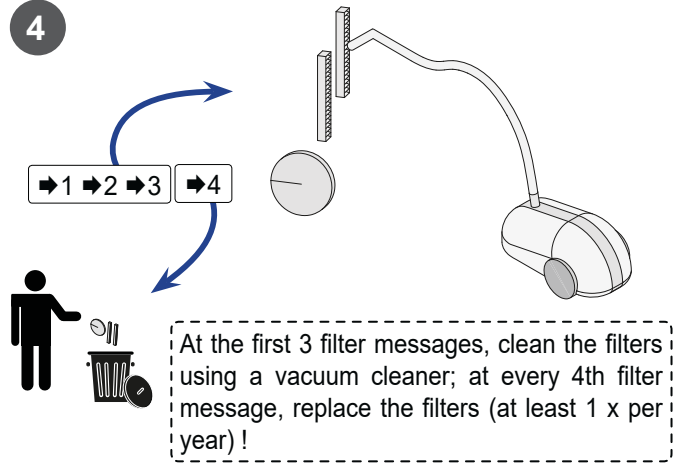 4
➡1 ➡2 ➡3 ➡4
At the first 3 filter messages, clean the filters
using a vacuum cleaner; at every 4th filter
message, replace the filters (at least 1 x per
year) !